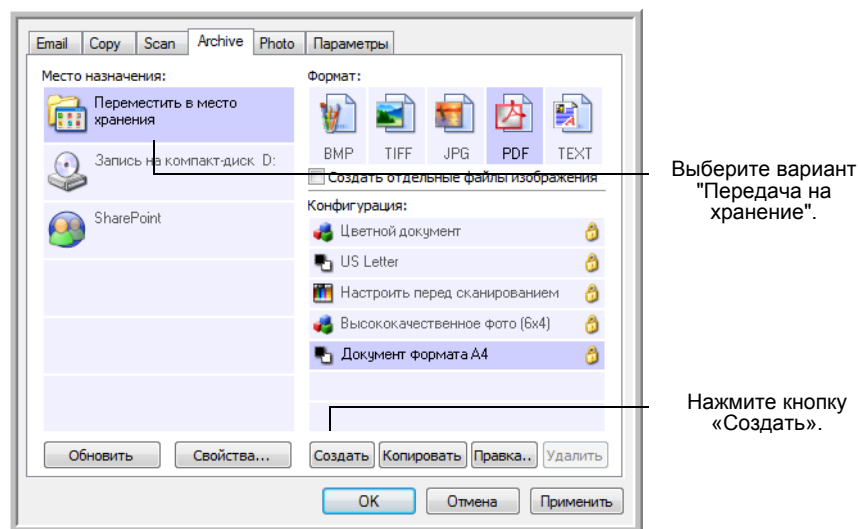 Email Copy Scan Archive Photo Параметры
Место назначения:
Переместить в место
хранения
Запись на компакт-диск D:
SharePoint
Обновить Свойства...
Формат:
BMP TIFF JPG PDF TEXT
Создать отдельные файлы изображения
Конфигурация:
Цветной документ
US Letter
Настроить перед сканированием
Высококачественное фото (6x4)
Документ формата A4
Создать Копировать Правка.. Удалить
OK Отмена Применить
Выберите вариант
"Передача на
хранение".
Нажмите кнопку
«Создать».